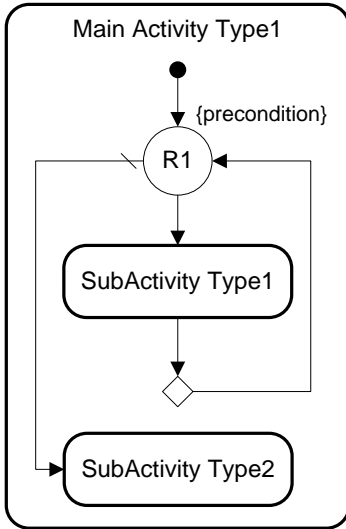 Main Activity Type1
{precondition}
R1
SubActivity Type1
SubActivity Type2